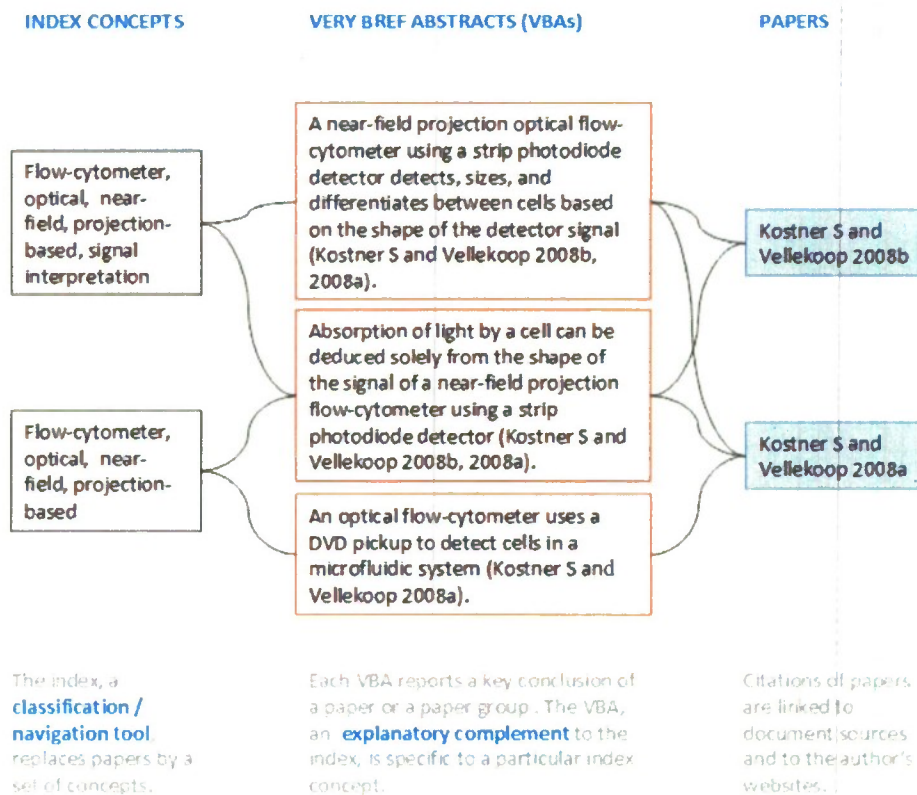 INDEX CONCEPTS
VERY BREF ABSTRACTS (VBAs)
PAPERS
Flow-cytometer,
optical, near-
field, projection-
based, signal
interpretation
A near-field projection optical flow-
cytometer using a strip photodiode
detector detects, sizes, and
differentiates between cells based
on the shape of the detector signal
(Kostner S and Vellekoop 2008b,
2008a).
Kostner S and
Vellekoop 2008b
Absorption of light by a cell can be
deduced solely from the shape of
the signal of a near-field projection
flow-cytometer using a strip
photodiode detector (Kostner S and
Vellekoop 2008b, 2008a).
Flow-cytometer,
optical, near-
field, projection-
based
Kostner S and
Vellekoop 2008a
An optical flow-cytometer uses a
DVD pickup to detect cells in a
microfluidic system (Kostner S and
Vellekoop 2008a).
The index, a
classification /
navigation tool
replaces papers by a
set of concepts.
Each VBA reports a key conclusion of
a paper or a paper group. The VBA,
an explanatory complement to the
index, is specific to a particular index
concept.
Citations of papers
are linked to
document sources
and to the author's
websites.